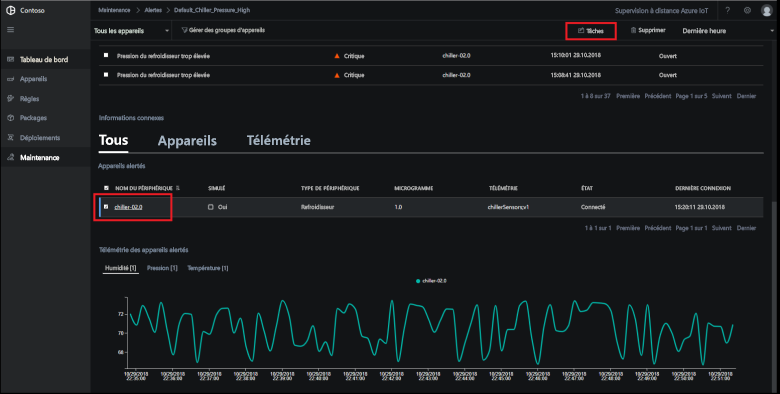 Contoso
Maintenance > Alertes > Default_Chiller_Pressure_High
Supervision à distance Azure IoT
Tous les appareils
Gérer des groupes d'appareils
Tâches
Supprimer
Dernière heure
Tableau de bord
Appareils
Règles
Packages
Déploiements
Maintenance
Pression du refroidisseur trop élevée Critique chiller-02.0 15:10:01 29.10.2018 Ouvert
Pression du refroidisseur trop élevée Critique chiller-02.0 15:08:41 29.10.2018 Ouvert
1 à 8 sur 37 Première Précédent Page 1 sur 5 Suivant Dernier
Informations connexes
Tous Appareils Télémétrie
Appareils alertés
NOM DU PÉRIPHÉRIQUE SIMULÉ TYPE DE PÉRIPHÉRIQUE MICROGRAMME TÉLÉMÉTRIE ÉTAT DERNIÈRE CONNEXION
chiller-02.0 Oui Refroidisseur 1.0 chillerSensors;v1 Connecté 15:20:11 29.10.2018
1 à 1 sur 1 Première Précédent Page 1 sur 1 Suivant Dernier
Télémétrie des appareils alertés
Humidité [1] Pression [1] Température [1]
chiller-02.0
72
70
68
10/29/2018 10/29/2018 10/29/2018 10/29/2018 10/29/2018 10/29/2018 10/29/2018 10/29/2018 10/29/2018 10/29/2018 10/29/2018 10/29/2018 10/29/2018 10/29/2018 10/29/2018 10/29/2018 10/29/2018
22:35:00 22:36:00 22:37:00 22:38:00 22:39:00 22:40:00 22:41:00 22:42:00 22:43:00 22:44:00 22:45:00 22:46:00 22:47:00 22:48:00 22:49:00 22:50:00 22:51:00